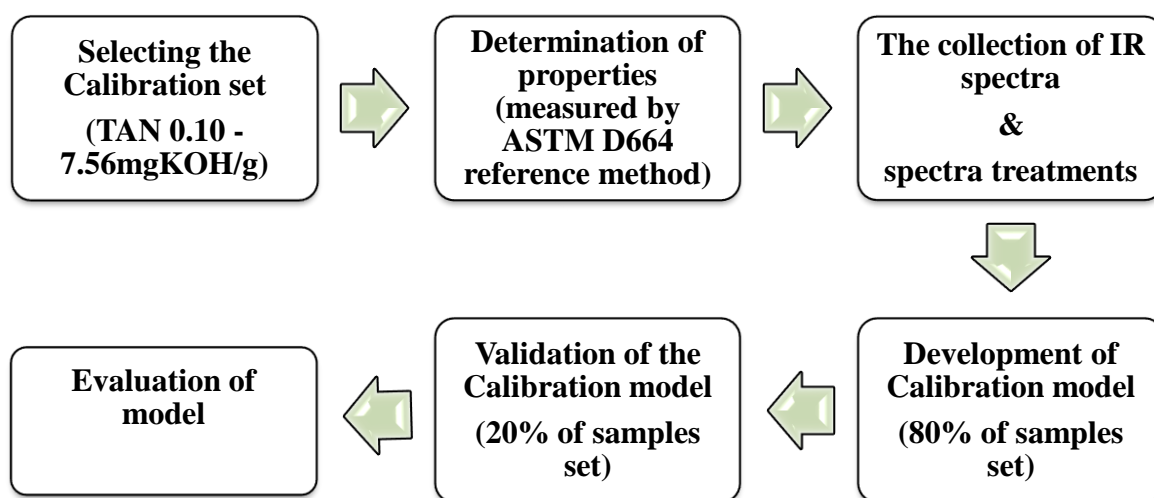 Selecting the
Calibration set
(TAN 0.10 -
7.56mgKOH/g)
Determination of
properties
(measured by
ASTM D664
reference method)
The collection of IR
spectra
&
spectra treatments
Development of
Calibration model
(80% of samples
set)
Validation of the
Calibration model
(20% of samples
set)
Evaluation of
model